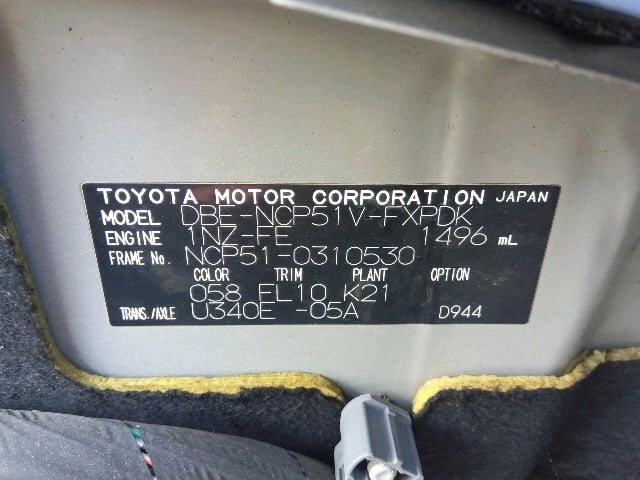 TOYOTA MOTOR CORPORATION JAPAN
MODEL DBE-NCP51V-FXPDK
ENGINE 1NZ-FE 1496 mL
FRAME No. NCP51-0310530
COLOR TRIM PLANT OPTION
058 FL10 K21
TRANS./AXLE U340E -05A D944